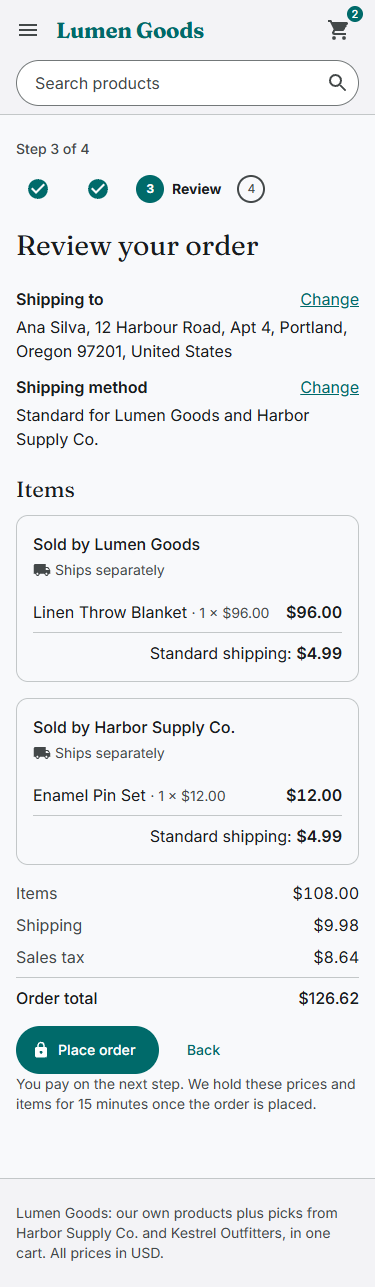 Lumen Goods
2
Search products
Step 3 of 4
3 Review 4
Review your order
Shipping to Change
Ana Silva, 12 Harbour Road, Apt 4, Portland,
Oregon 97201, United States
Shipping method Change
Standard for Lumen Goods and Harbor
Supply Co.
Items
Sold by Lumen Goods
Ships separately
Linen Throw Blanket · 1 × $96.00 $96.00
Standard shipping: $4.99
Sold by Harbor Supply Co.
Ships separately
Enamel Pin Set · 1 × $12.00 $12.00
Standard shipping: $4.99
Items $108.00
Shipping $9.98
Sales tax $8.64
Order total $126.62
Place order Back
You pay on the next step. We hold these prices and
items for 15 minutes once the order is placed.
Lumen Goods: our own products plus picks from
Harbor Supply Co. and Kestrel Outfitters, in one
cart. All prices in USD.